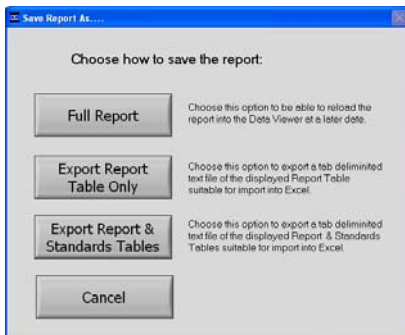 Save Report As....
Choose how to save the report:
Full Report
Choose this option to be able to reload the
report into the Data Viewer at a later date.
Export Report
Table Only
Choose this option to export a tab deliminited
text file of the displayed Report Table
suitable for import into Excel.
Export Report &
Standards Tables
Choose this option to export a tab deliminited
text file of the displayed Report & Standards
Tables suitable for import into Excel.
Cancel